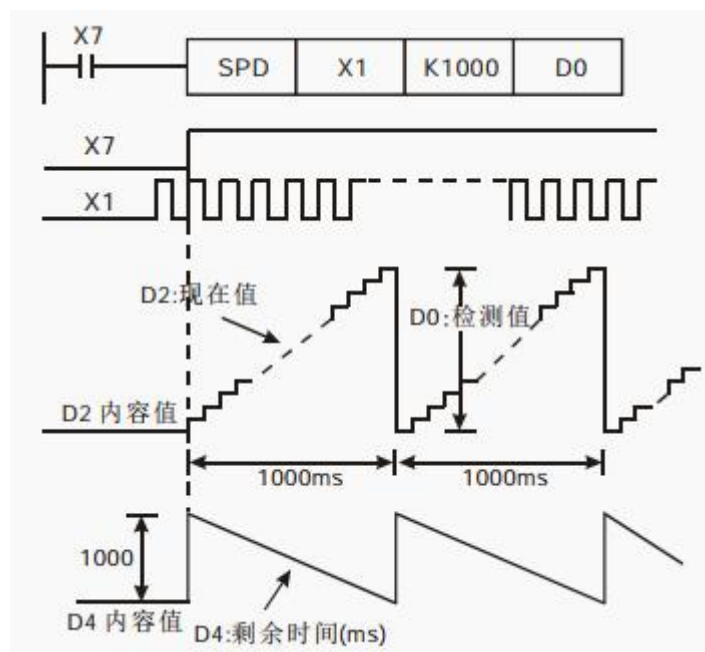 X7
SPD X1 K1000 D0
X7
X1
D2:现在值
D0:检测值
D2 内容值
1000ms 1000ms
1000
D4 内容值
D4:剩余时间(ms)